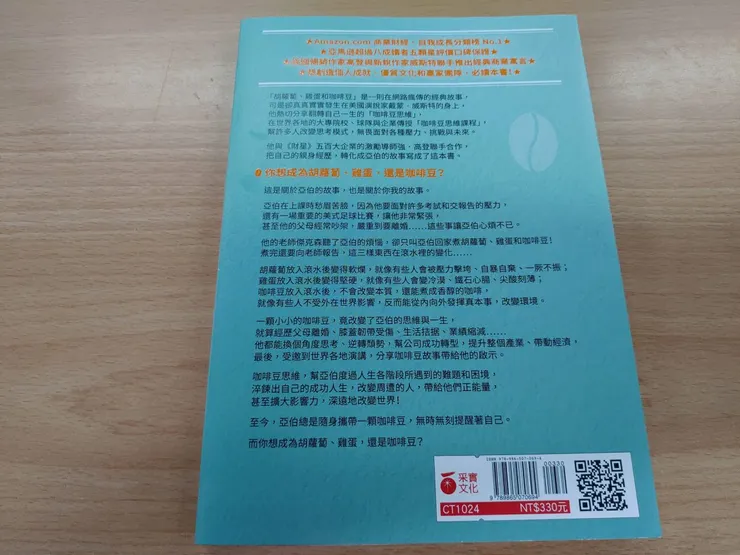 ★Amazon.com 商業財經、自我成長分類榜 No.1★
★亞馬遜超過八成讀者五顆星評價口碑保證★
與新秀作家威斯特聯手推出經典商業寓言★
優質文化和贏家團隊，必讀本書！★
「胡蘿蔔、雞蛋和咖啡豆」是一則在網路瘋傳的經典故事，
可是卻真真實實發生在美國演說家戴蒙．威斯特的身上，
他熱切分享翻轉自己一生的「咖啡豆思維」，
在世界各地的大專院校、球隊與企業傳授「咖啡豆思維課程」，
幫許多人改變思考模式，無畏面對各種壓力、挑戰與未來。
他與《財星》五百大企業的激勵導師強．高登聯手合作，
把自己的親身經歷，轉化成亞伯的故事寫成了這本書。
你想成為胡蘿蔔、雞蛋、還是咖啡豆？
這是關於亞伯的故事，也是關於你我的故事。
亞伯在上課時愁眉苦臉，因為他要面對許多考試和交報告的壓力，
還有一場重要的美式足球比賽，讓他非常緊張，
甚至他的父母經常吵架，嚴重到要離婚……這些事讓亞伯心煩不已。
他的老師傑克森聽了亞伯的煩惱，卻只叫亞伯回家煮胡蘿蔔、雞蛋和咖啡豆！
煮完還要向老師報告，這三樣東西在滾水裡的變化……
胡蘿蔔放入滾水後變得軟爛，就像有些人會被壓力擊垮、自暴自棄、一厥不振；
雞蛋放入滾水後變得堅硬，就像有些人會變冷漠、鐵石心腸、尖酸刻薄；
咖啡豆放入滾水後，不會改變本質，還能煮成香醇的咖啡，
就像有些人不受外在世界影響，反而能從內向外發揮真本事，改變環境。
一顆小小的咖啡豆，竟改變了亞伯的思維與一生，
就算經歷父母離婚、膝蓋韌帶受傷、生活拮据、業績縮減……
他都能換個角度思考、逆轉頹勢，幫公司成功轉型，提升整個產業、帶動經濟，
最後，受邀到世界各地演講，分享咖啡豆故事帶給他的啟示。
咖啡豆思維，幫亞伯度過人生各階段所遇到的難題和困境，
淬鍊出自己的成功人生，改變周遭的人，帶給他們正能量，
甚至擴大影響力，深遠地改變世界！
至今，亞伯總是隨身攜帶一顆咖啡豆，無時無刻提醒著自己。
而你想成為胡蘿蔔、雞蛋，還是咖啡豆？
ISBN 978-986-507-069-4
00330
9 789865 070694
采實文化
CT1024
NT$330元